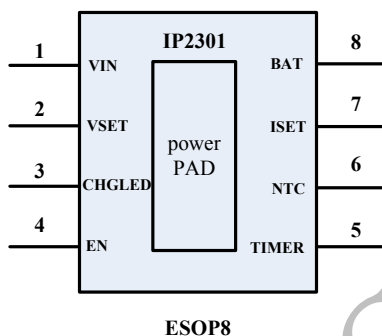 IP2301
1 VIN BAT 8
2 VSET ISET 7
power
PAD
3 CHGLED NTC 6
4 EN TIMER 5
ESOP8